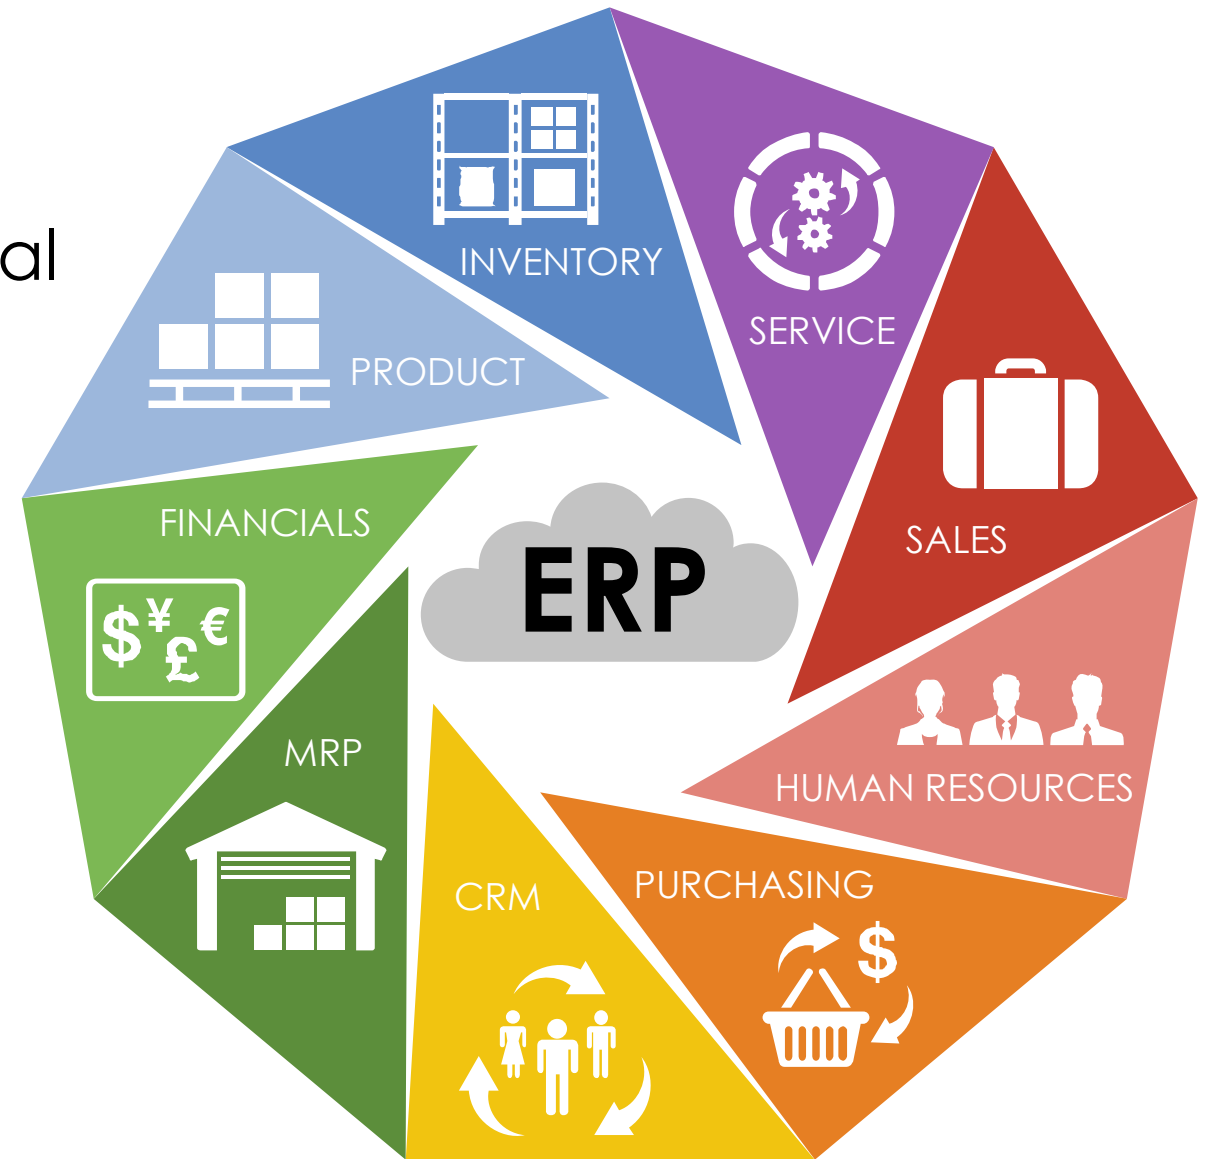 al
INVENTORY
SERVICE
PRODUCT
SALES
FINANCIALS
$ ¥ £ €
ERP
MRP
HUMAN RESOURCES
CRM
PURCHASING
$